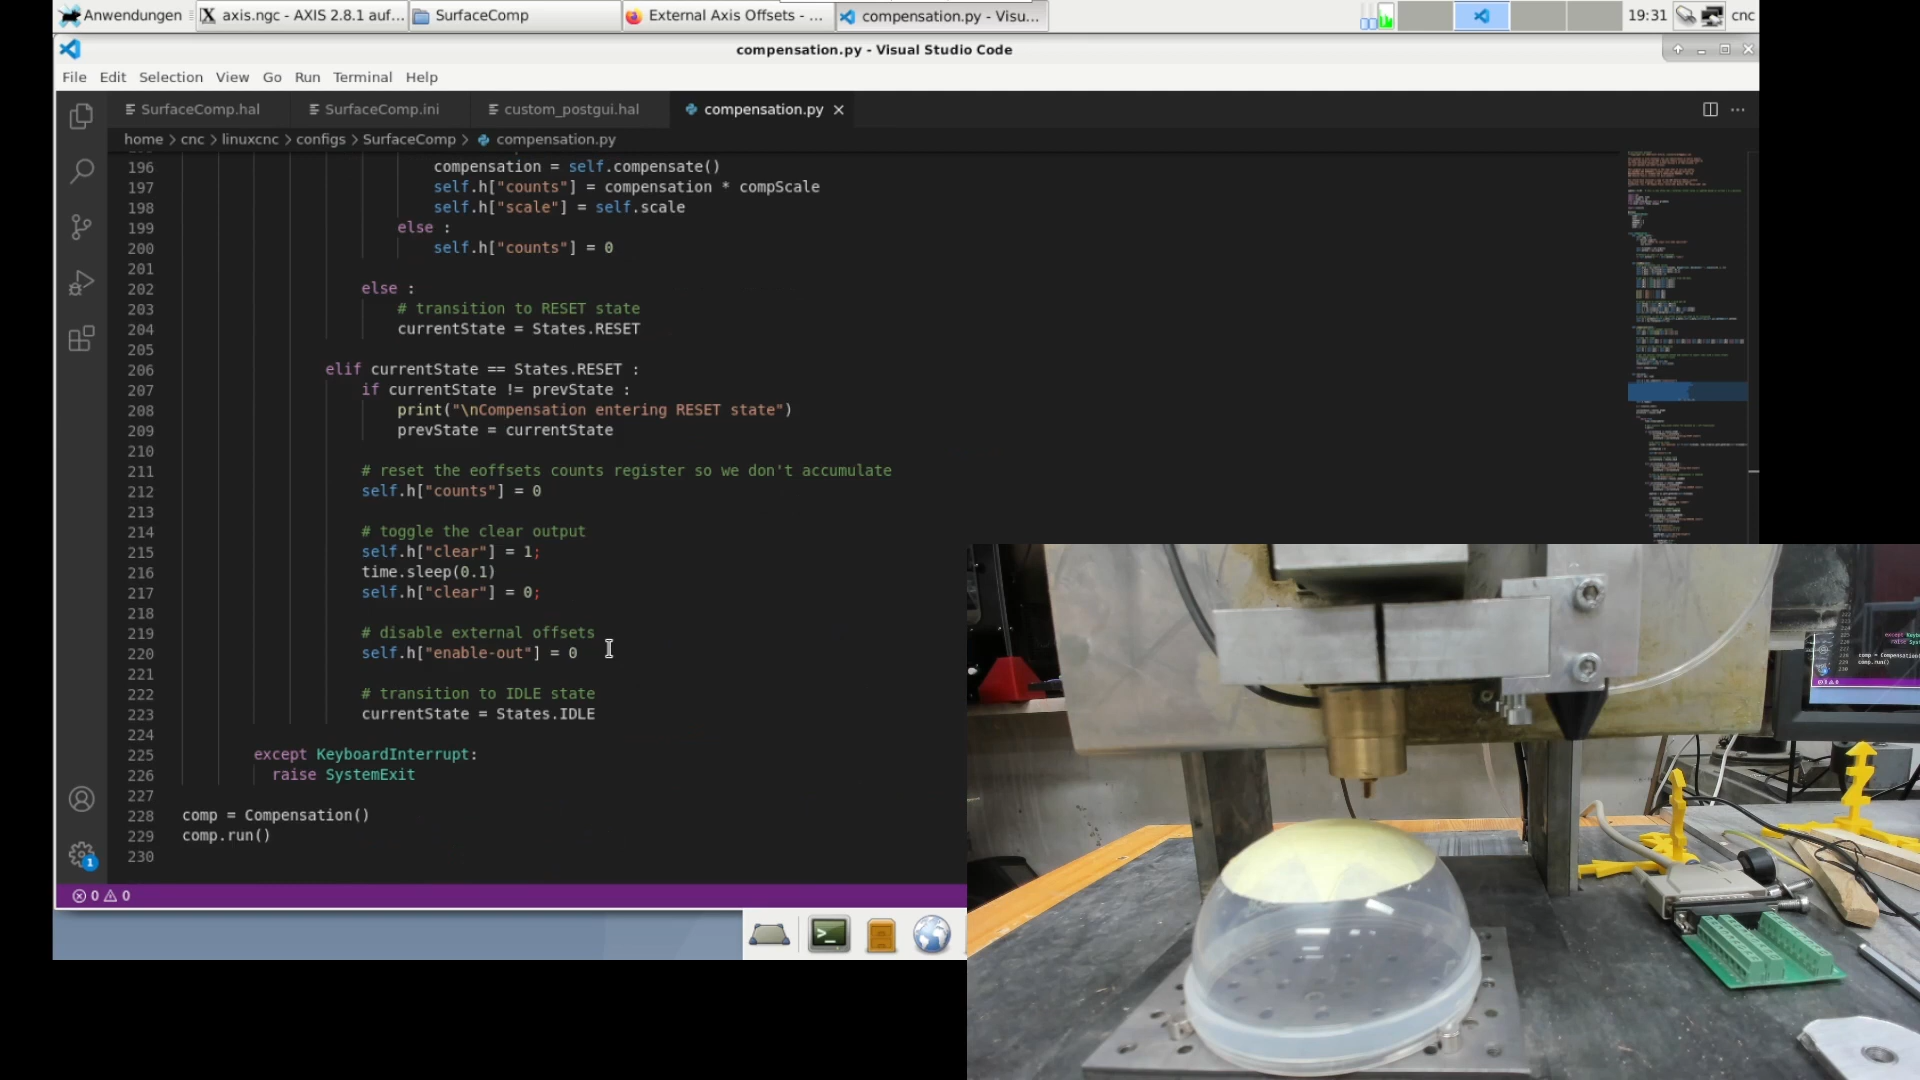 Anwendungen
axis.ngc - AXIS 2.8.1 auf...
SurfaceComp
External Axis Offsets - ...
compensation.py - Visu...
19:31
cnc
compensation.py - Visual Studio Code
File Edit Selection View Go Run Terminal Help
SurfaceComp.hal
SurfaceComp.ini
custom_postgui.hal
compensation.py
home > cnc > linuxcnc > configs > SurfaceComp > compensation.py
196 compensation = self.compensate()
197 self.h["counts"] = compensation * compScale
198 self.h["scale"] = self.scale
199 else :
200 self.h["counts"] = 0
201
202 else :
203 # transition to RESET state
204 currentState = States.RESET
205
206 elif currentState == States.RESET :
207 if currentState != prevState :
208 print("\nCompensation entering RESET state")
209 prevState = currentState
210
211 # reset the eoffsets counts register so we don't accumulate
212 self.h["counts"] = 0
213
214 # toggle the clear output
215 self.h["clear"] = 1;
216 time.sleep(0.1)
217 self.h["clear"] = 0;
218
219 # disable external offsets
220 self.h["enable-out"] = 0
221
222 # transition to IDLE state
223 currentState = States.IDLE
224
225 except KeyboardInterrupt:
226 raise SystemExit
227
228 comp = Compensation()
229 comp.run()
230
1
0 0